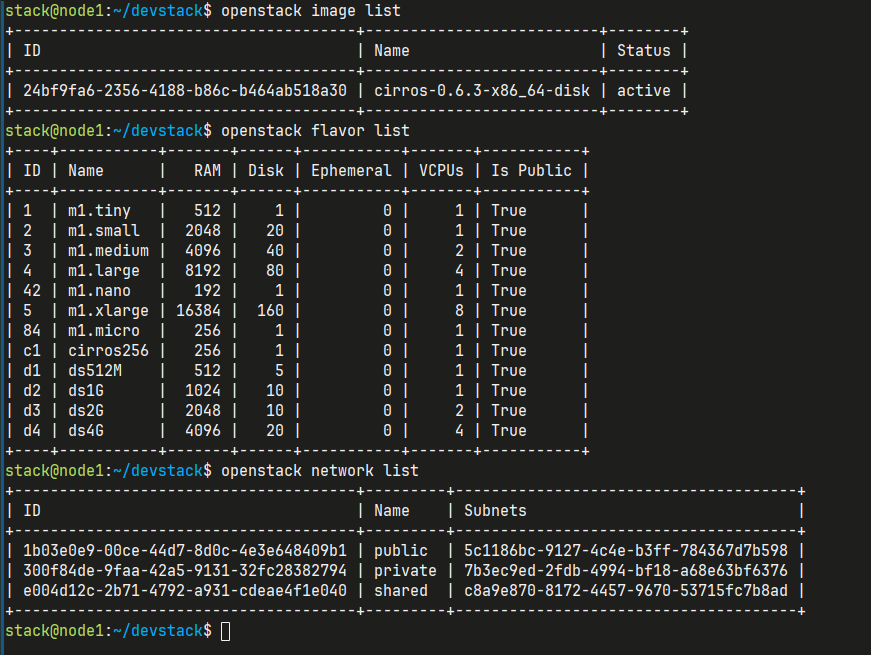 stack@node1:~/devstack$ openstack image list
+--------------------------------------+--------------------------+--------+
| ID                                   | Name                     | Status |
+--------------------------------------+--------------------------+--------+
| 24bf9fa6-2356-4188-b86c-b464ab518a30 | cirros-0.6.3-x86_64-disk | active |
+--------------------------------------+--------------------------+--------+
stack@node1:~/devstack$ openstack flavor list
+----+-----------+-------+------+-----------+-------+-----------+
| ID | Name      |   RAM | Disk | Ephemeral | VCPUs | Is Public |
+----+-----------+-------+------+-----------+-------+-----------+
| 1  | m1.tiny   |   512 |    1 |         0 |     1 | True      |
| 2  | m1.small  |  2048 |   20 |         0 |     1 | True      |
| 3  | m1.medium |  4096 |   40 |         0 |     2 | True      |
| 4  | m1.large  |  8192 |   80 |         0 |     4 | True      |
| 42 | m1.nano   |   192 |    1 |         0 |     1 | True      |
| 5  | m1.xlarge | 16384 |  160 |         0 |     8 | True      |
| 84 | m1.micro  |   256 |    1 |         0 |     1 | True      |
| c1 | cirros256 |   256 |    1 |         0 |     1 | True      |
| d1 | ds512M    |   512 |    5 |         0 |     1 | True      |
| d2 | ds1G      |  1024 |   10 |         0 |     1 | True      |
| d3 | ds2G      |  2048 |   10 |         0 |     2 | True      |
| d4 | ds4G      |  4096 |   20 |         0 |     4 | True      |
+----+-----------+-------+------+-----------+-------+-----------+
stack@node1:~/devstack$ openstack network list
+--------------------------------------+---------+--------------------------------------+
| ID                                   | Name    | Subnets                              |
+--------------------------------------+---------+--------------------------------------+
| 1b03e0e9-00ce-44d7-8d0c-4e3e648409b1 | public  | 5c1186bc-9127-4c4e-b3ff-784367d7b598 |
| 300f84de-9faa-42a5-9131-32fc28382794 | private | 7b3ec9ed-2fdb-4994-bf18-a68e63bf6376 |
| e004d12c-2b71-4792-a931-cdeae4f1e040 | shared  | c8a9e870-8172-4457-9670-53715fc7b8ad |
+--------------------------------------+---------+--------------------------------------+
stack@node1:~/devstack$